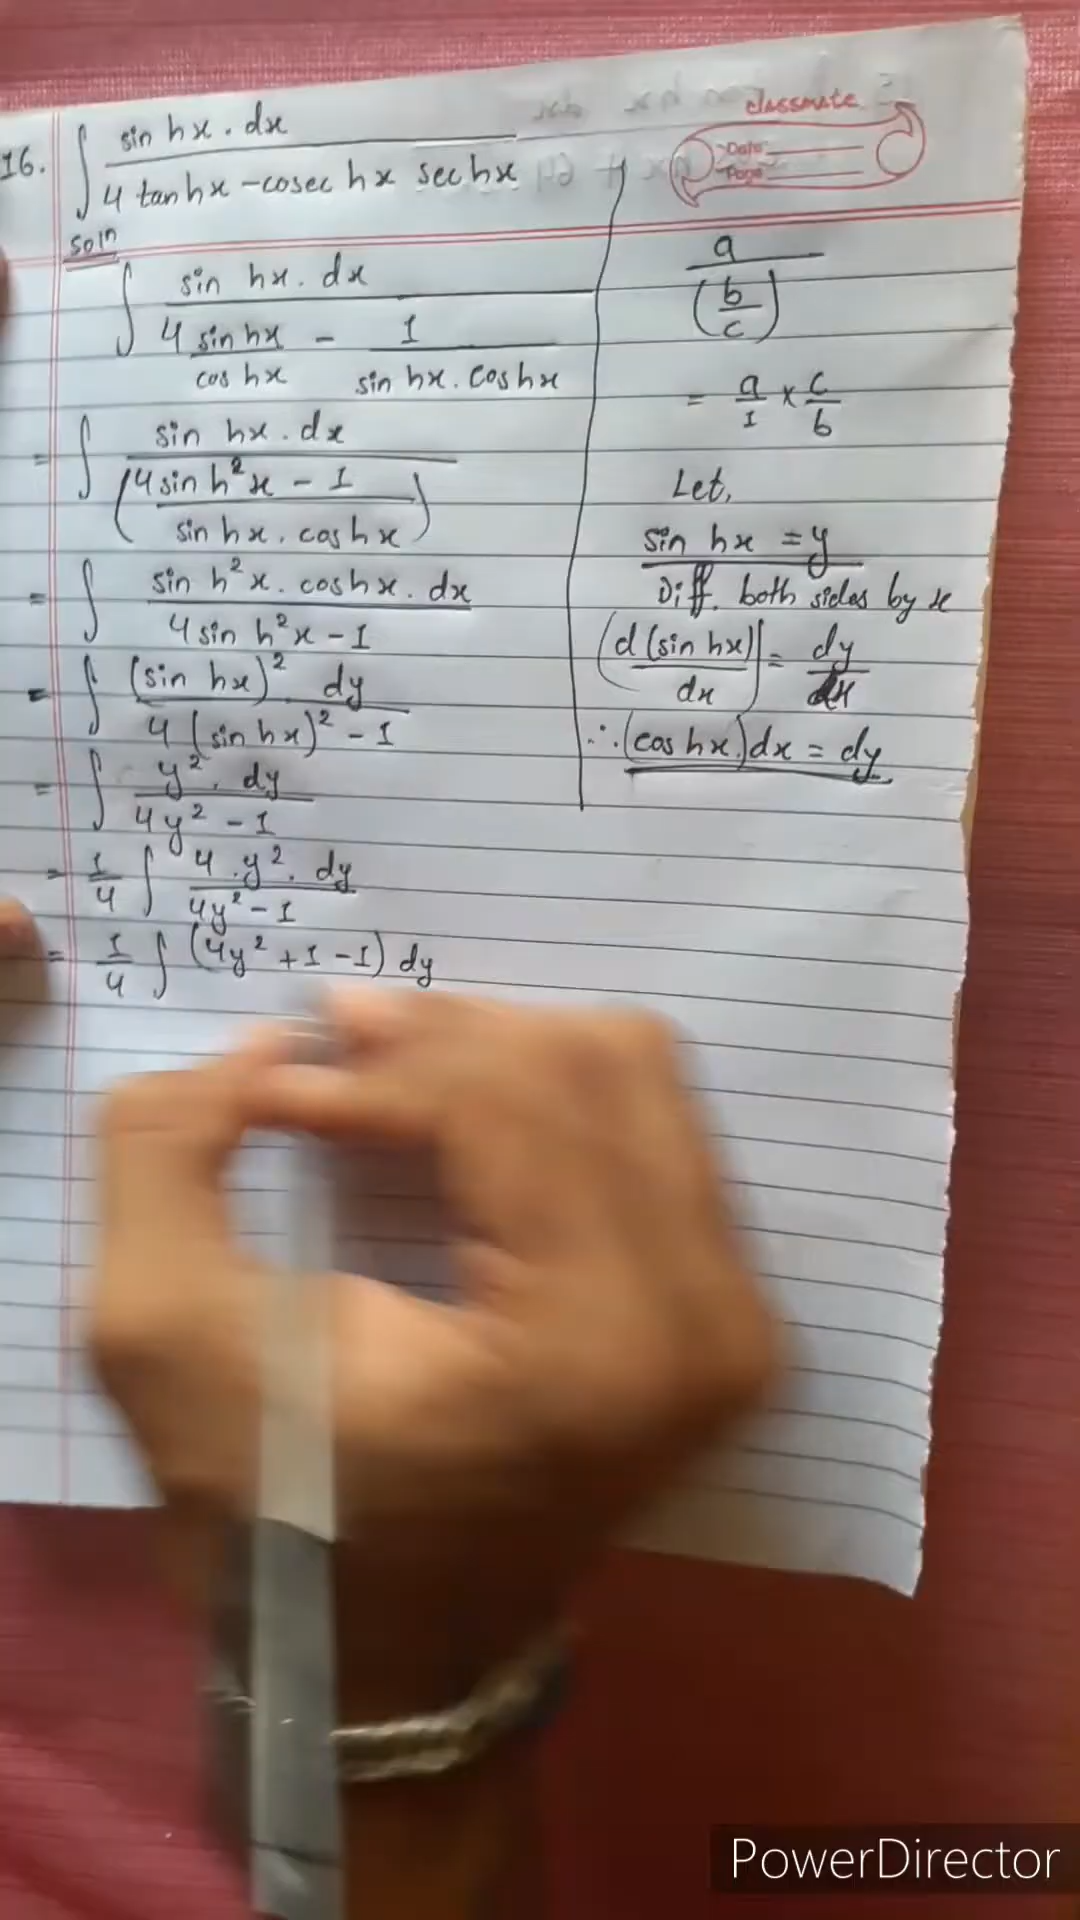 16. ∫ sin hx . dx
4 tanhx - cosec hx sec hx
classmate
Date
Page
Soln
∫ sin hx. dx
4 sin hx - 1
cos hx sin hx. Cos hx
= ∫ sin hx . dx
(4 sin h²x - 1
sin hx. cos hx)
= ∫ sin h²x . cos hx . dx
4 sin h²x - 1
= ∫ (sin hx)² dy
4 (sin hx)² - 1
= ∫ y² . dy
4y² - 1
= 1/4 ∫ 4 . y² . dy
4y² - 1
= 1/4 ∫ (4y² + 1 - 1) dy
a
(b/c)
= a/1 × c/b
Let,
sin hx = y
Diff. both sides by x
(d (sin hx)/dx) = dy/dx
∴ (cos hx.) dx = dy
PowerDirector